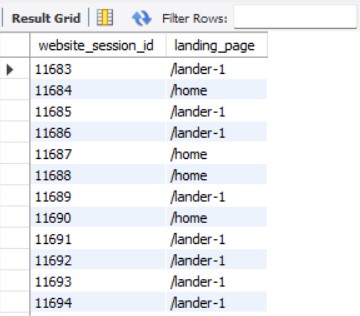 Result Grid Filter Rows:
website_session_id landing_page
11683 /lander-1
11684 /home
11685 /lander-1
11686 /lander-1
11687 /home
11688 /home
11689 /lander-1
11690 /home
11691 /lander-1
11692 /lander-1
11693 /lander-1
11694 /lander-1